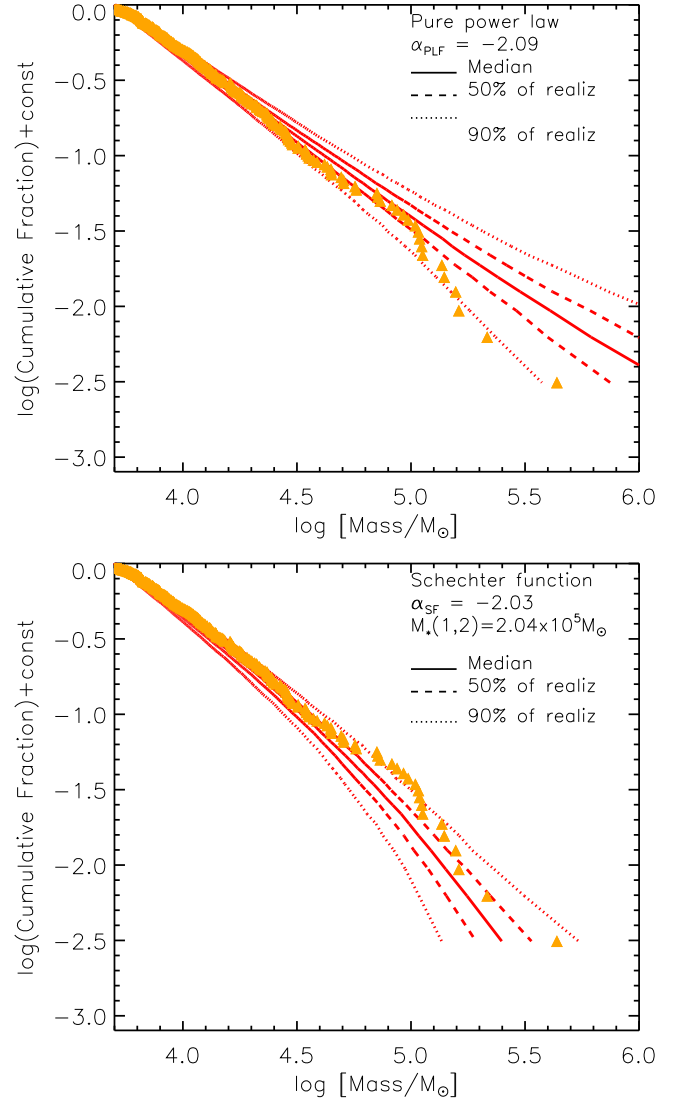 Pure power law
α_PLF = −2.09
Median
50% of realiz
90% of realiz
0.0
−0.5
−1.0
−1.5
−2.0
−2.5
−3.0
log(Cumulative Fraction)+const
4.0 4.5 5.0 5.5 6.0
log [Mass/M☉]
Schechter function
α_SF = −2.03
M_*(1,2)=2.04x10⁵M☉
Median
50% of realiz
90% of realiz
0.0
−0.5
−1.0
−1.5
−2.0
−2.5
−3.0
log(Cumulative Fraction)+const
4.0 4.5 5.0 5.5 6.0
log [Mass/M☉]